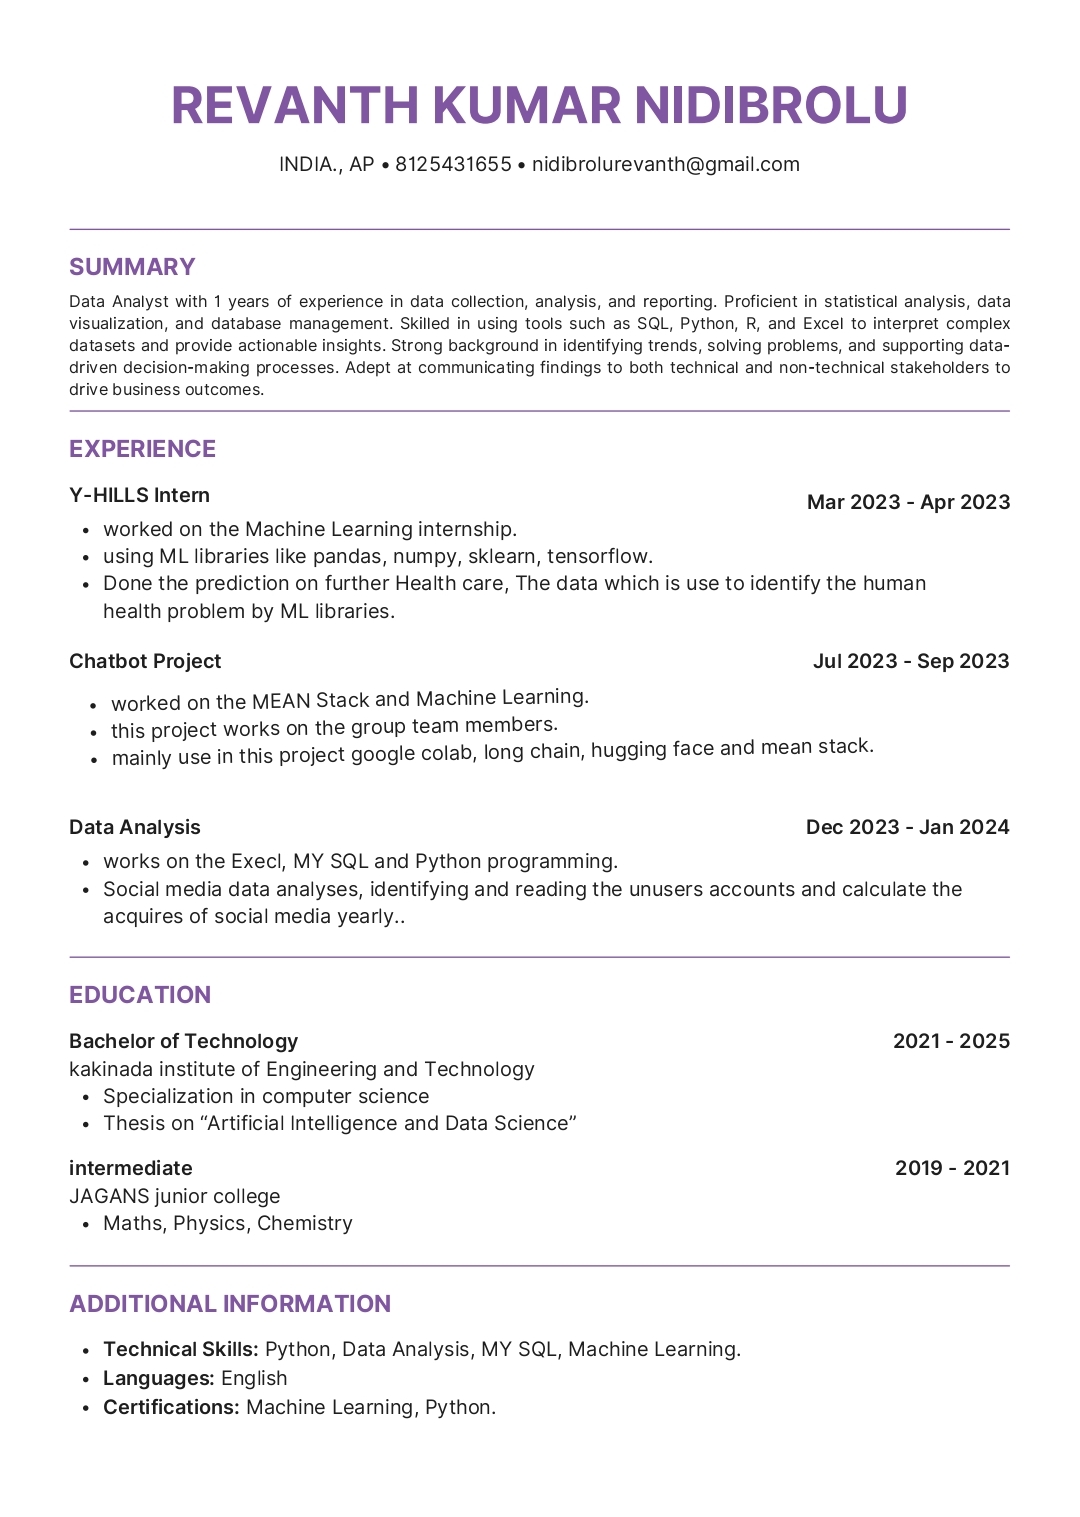 REVANTH KUMAR NIDIBROLU
INDIA., AP • 8125431655 • nidibrolurevanth@gmail.com
SUMMARY
Data Analyst with 1 years of experience in data collection, analysis, and reporting. Proficient in statistical analysis, data
visualization, and database management. Skilled in using tools such as SQL, Python, R, and Excel to interpret complex
datasets and provide actionable insights. Strong background in identifying trends, solving problems, and supporting data-
driven decision-making processes. Adept at communicating findings to both technical and non-technical stakeholders to
drive business outcomes.
EXPERIENCE
Y-HILLS Intern
Mar 2023 - Apr 2023
• worked on the Machine Learning internship.
• using ML libraries like pandas, numpy, sklearn, tensorflow.
• Done the prediction on further Health care, The data which is use to identify the human
health problem by ML libraries.
Chatbot Project
Jul 2023 - Sep 2023
• worked on the MEAN Stack and Machine Learning.
• this project works on the group team members.
• mainly use in this project google colab, long chain, hugging face and mean stack.
Data Analysis
Dec 2023 - Jan 2024
• works on the Execl, MY SQL and Python programming.
• Social media data analyses, identifying and reading the unusers accounts and calculate the
acquires of social media yearly..
EDUCATION
Bachelor of Technology
2021 - 2025
kakinada institute of Engineering and Technology
• Specialization in computer science
• Thesis on “Artificial Intelligence and Data Science”
intermediate
2019 - 2021
JAGANS junior college
• Maths, Physics, Chemistry
ADDITIONAL INFORMATION
• Technical Skills: Python, Data Analysis, MY SQL, Machine Learning.
• Languages: English
• Certifications: Machine Learning, Python.